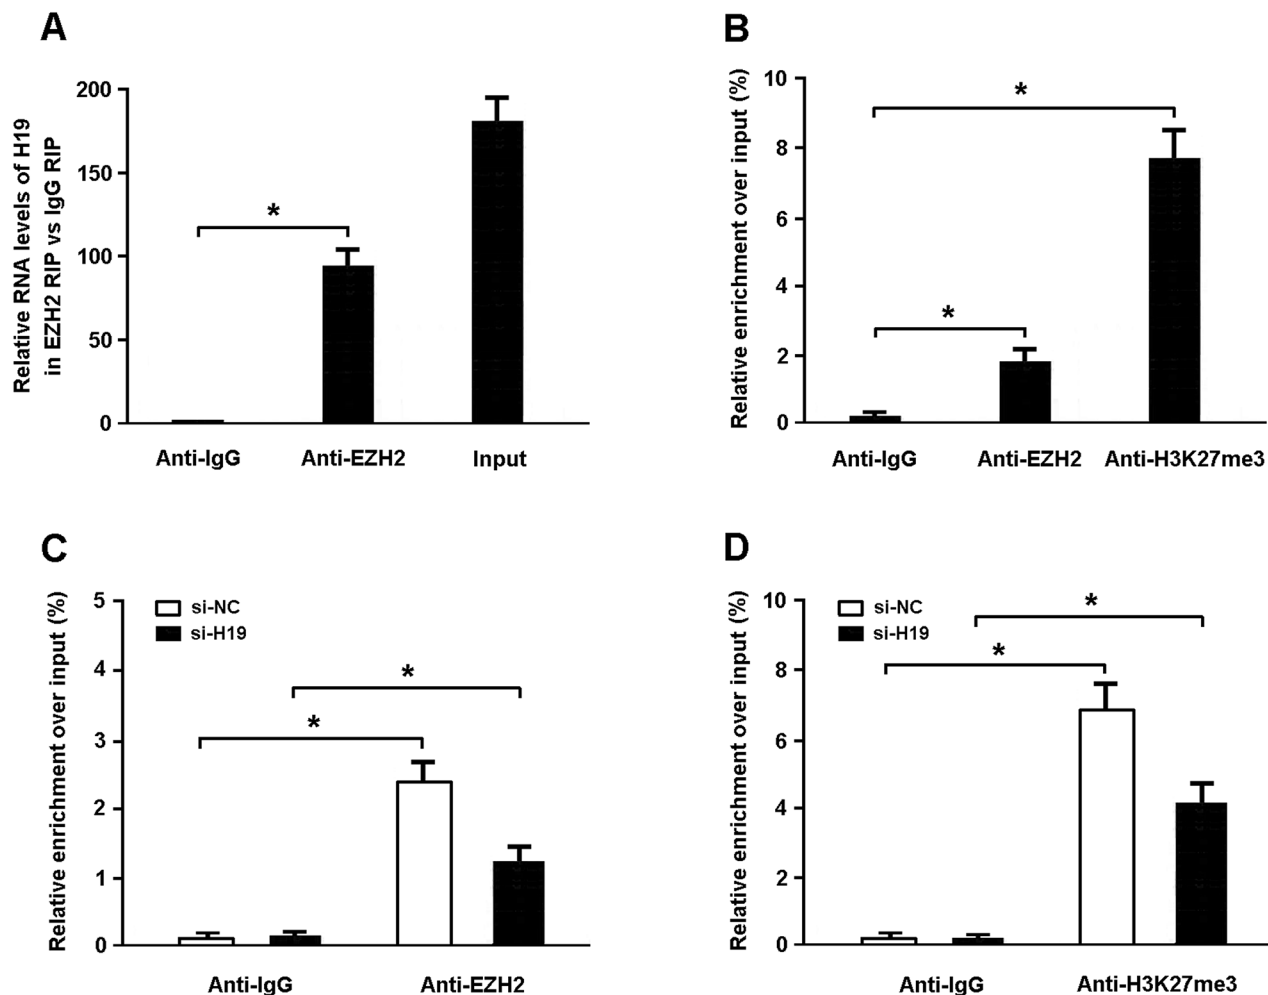 A
Relative RNA levels of H19
in EZH2 RIP vs IgG RIP
200
150
100
50
0
*
Anti-IgG
Anti-EZH2
Input
B
Relative enrichment over input (%)
10
8
6
4
2
0
*
*
Anti-IgG
Anti-EZH2
Anti-H3K27me3
C
Relative enrichment over input (%)
5
4
3
2
1
0
si-NC
si-H19
*
*
Anti-IgG
Anti-EZH2
D
Relative enrichment over input (%)
10
8
6
4
2
0
si-NC
si-H19
*
*
Anti-IgG
Anti-H3K27me3